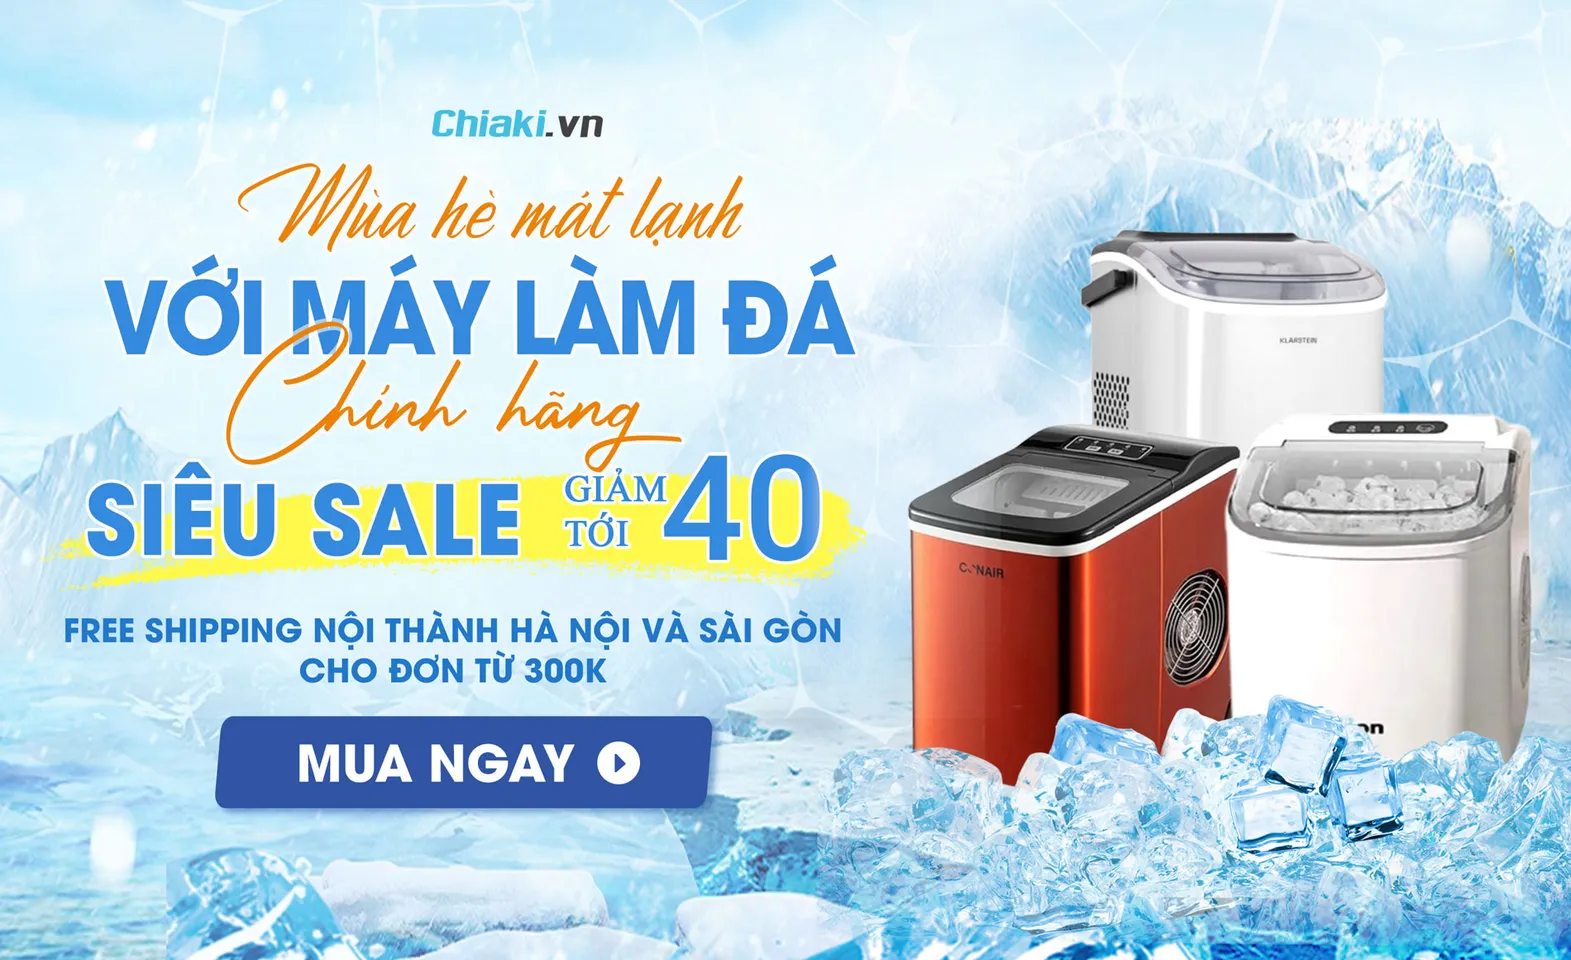 Chiaki.vn
Mùa hè mát lạnh
VỚI MÁY LÀM ĐÁ
Chính hãng
SIÊU SALE GIẢM TỚI 40
FREE SHIPPING NỘI THÀNH HÀ NỘI VÀ SÀI GÒN
CHO ĐƠN TỪ 300K
MUA NGAY
KLARSTEIN
CONAIR